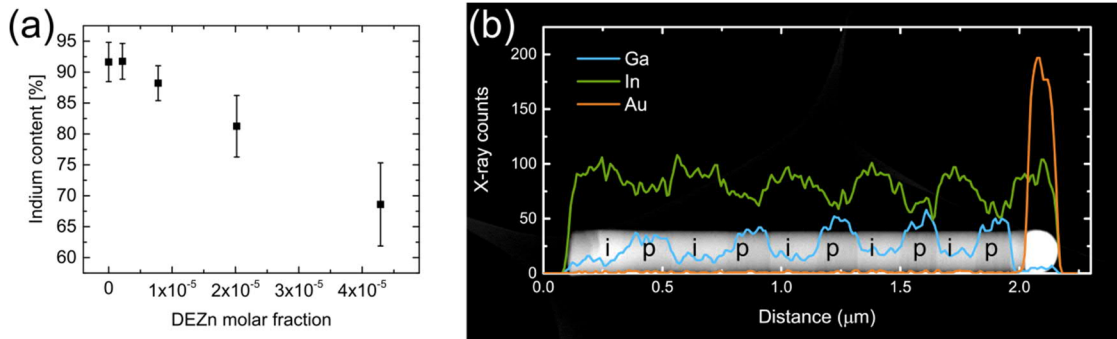 (a)
95
90
85
80
75
70
65
60
Indium content [%]
0
1x10-5
2x10-5
3x10-5
4x10-5
DEZn molar fraction
(b)
200
150
100
50
0
X-ray counts
Ga
In
Au
i p i p i p i p i p
0.0
0.5
1.0
1.5
2.0
Distance (μm)